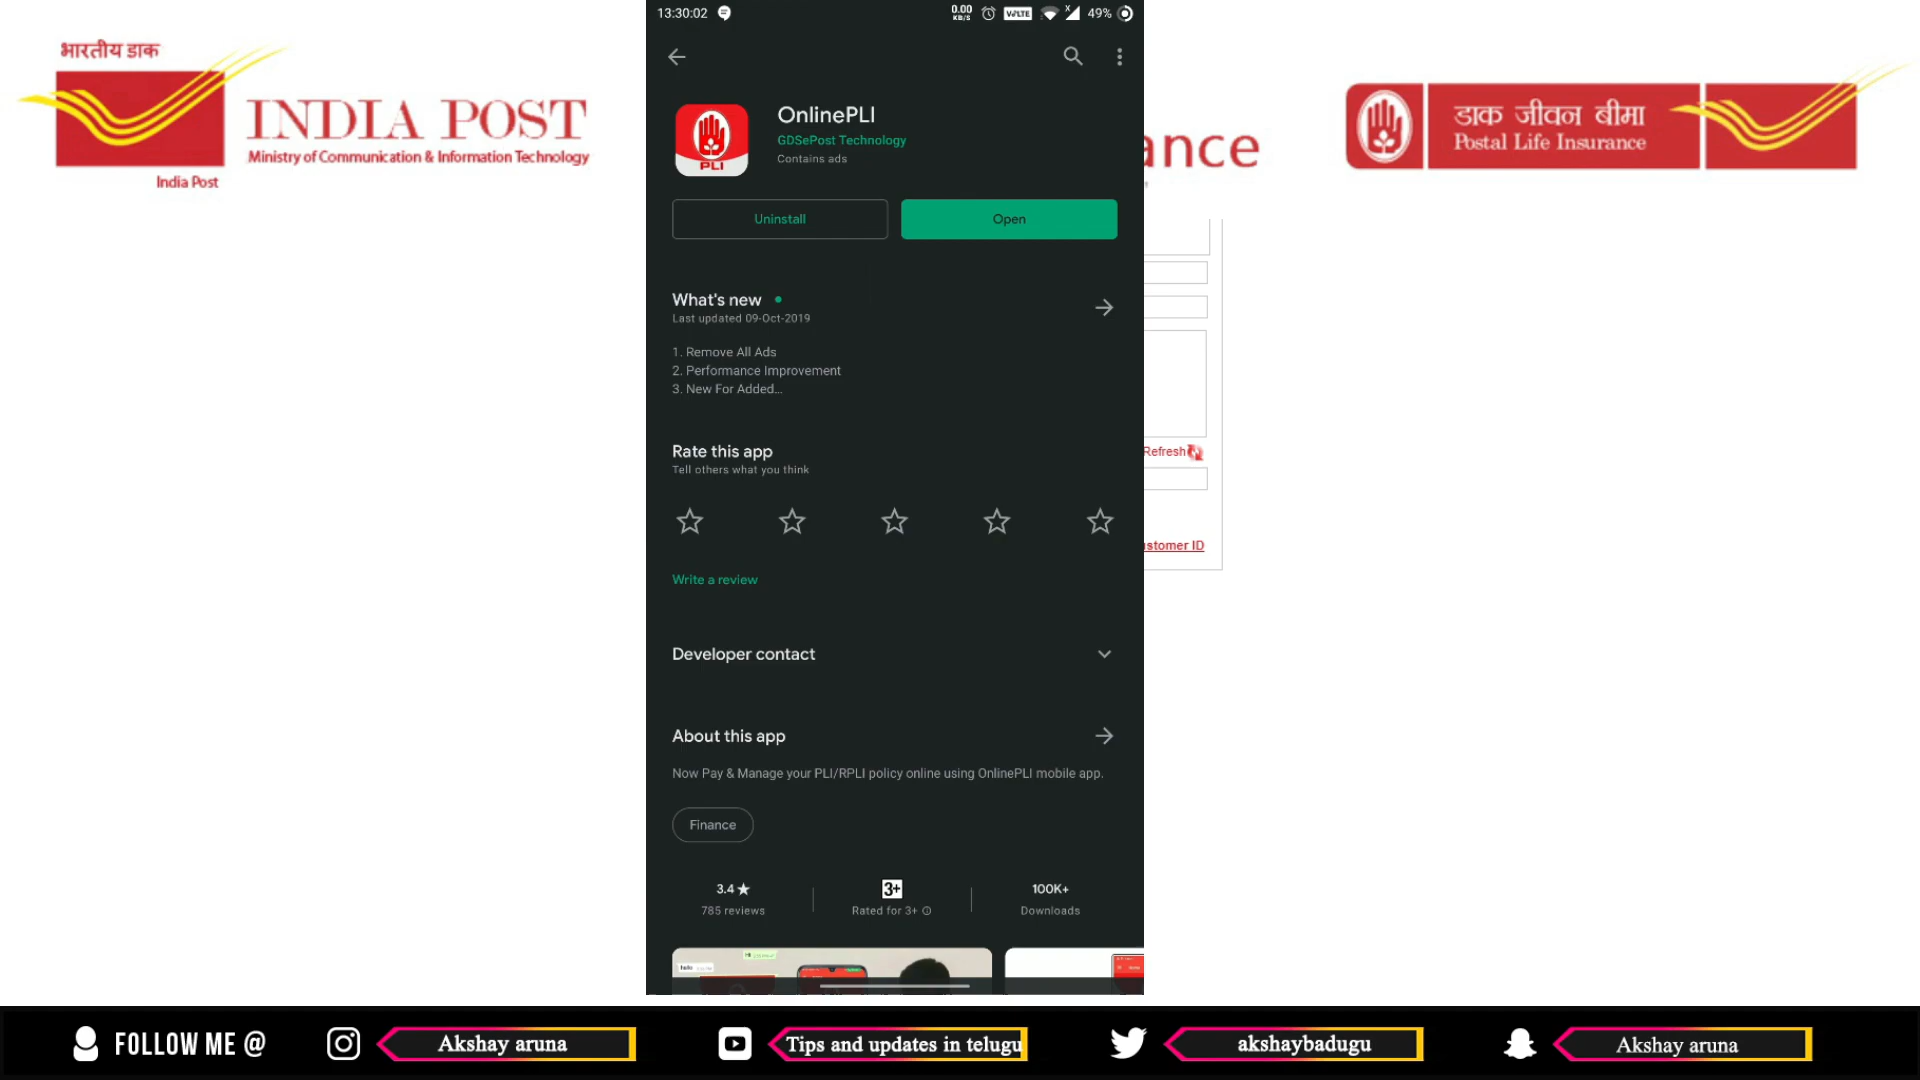 भारतीय डाक
INDIA POST
Ministry of Communication & Information Technology
India Post
13:30:02
0.00
KB/S
VoLTE
X
49%
OnlinePLI
GDSePost Technology
Contains ads
PLI
Uninstall
Open
What's new
Last updated 09-Oct-2019
1. Remove All Ads
2. Performance Improvement
3. New For Added...
Rate this app
Tell others what you think
Write a review
Developer contact
About this app
Now Pay & Manage your PLI/RPLI policy online using OnlinePLI mobile app.
Finance
3.4★
785 reviews
3+
Rated for 3+
100K+
Downloads
ance
डाक जीवन बीमा
Postal Life Insurance
Refresh
stomer ID
FOLLOW ME @
Akshay aruna
Tips and updates in telugu
akshaybadugu
Akshay aruna